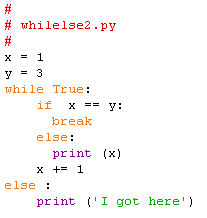 #
# whilelse2.py
#
x = 1
y = 3
while True:
    if  x == y:
      break
    else:
      print (x)
    x += 1
else :
    print ('I got here')